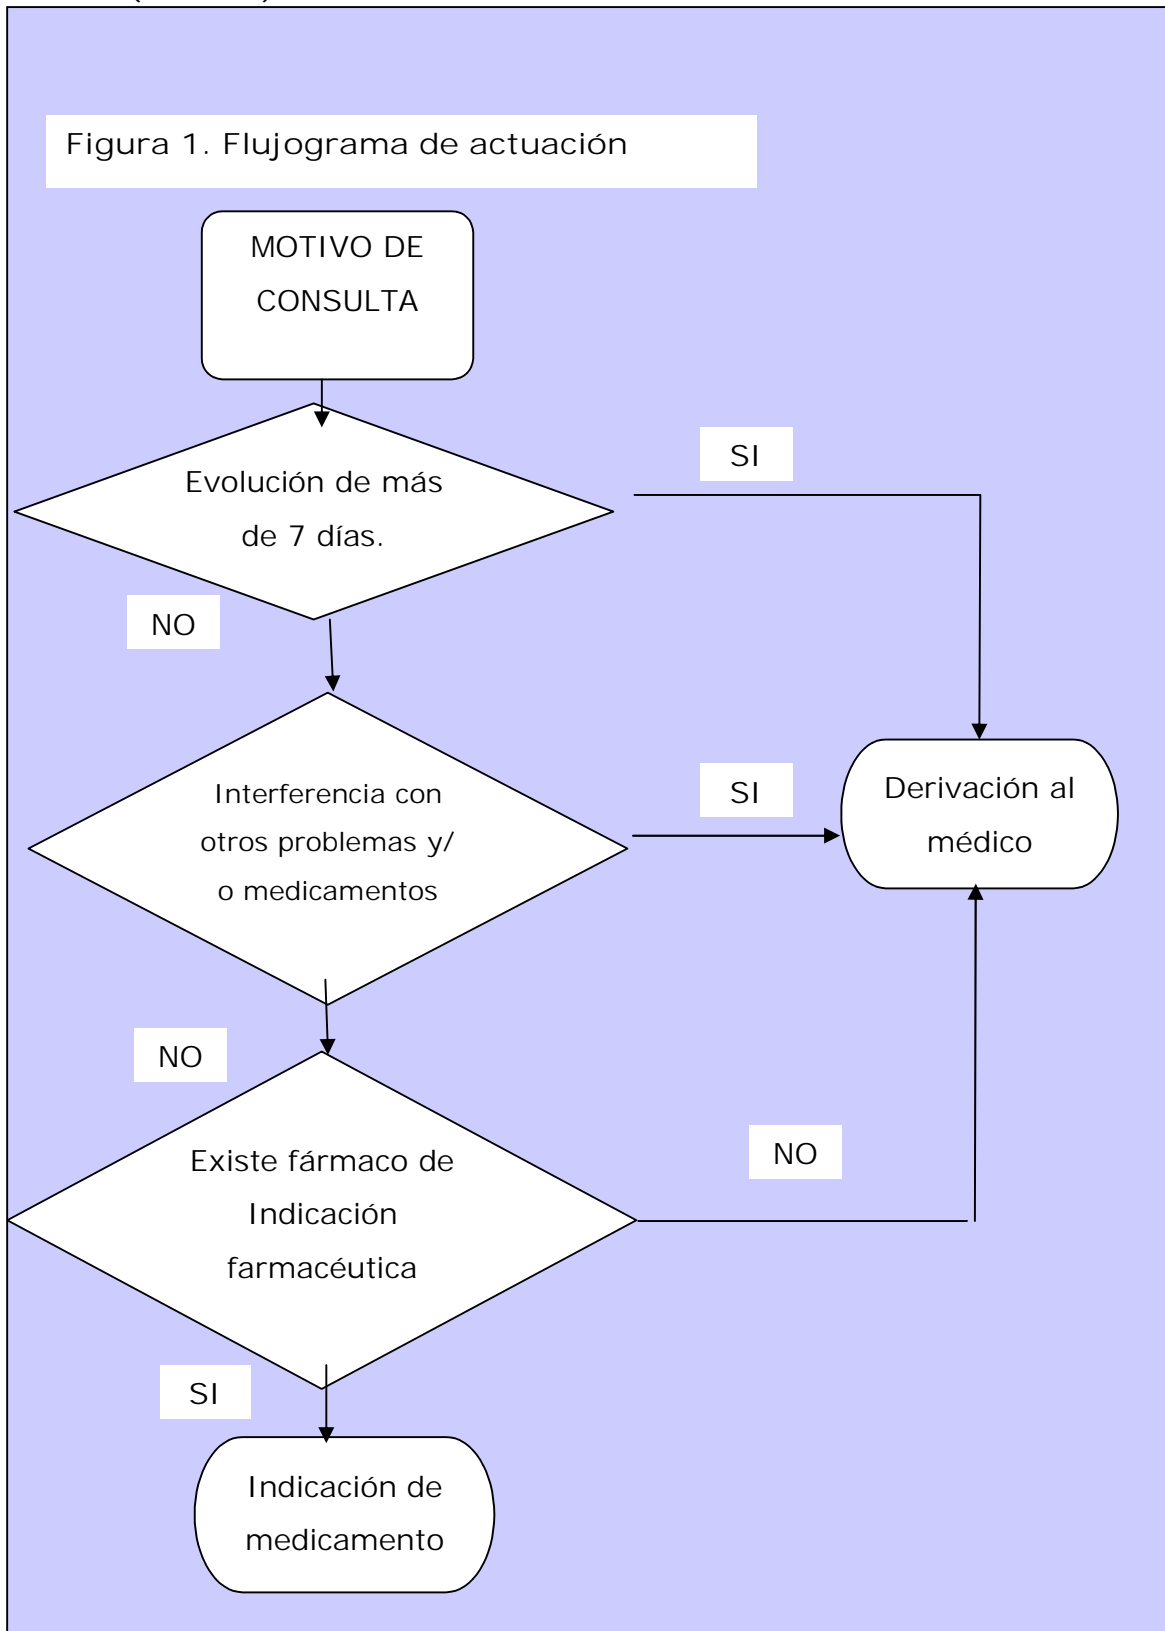 Figura 1. Flujograma de actuación
MOTIVO DE
CONSULTA
SI
Evolución de más
de 7 días.
NO
Interferencia con
otros problemas y/
o medicamentos
SI
Derivación al
médico
NO
Existe fármaco de
Indicación
farmacéutica
NO
SI
Indicación de
medicamento